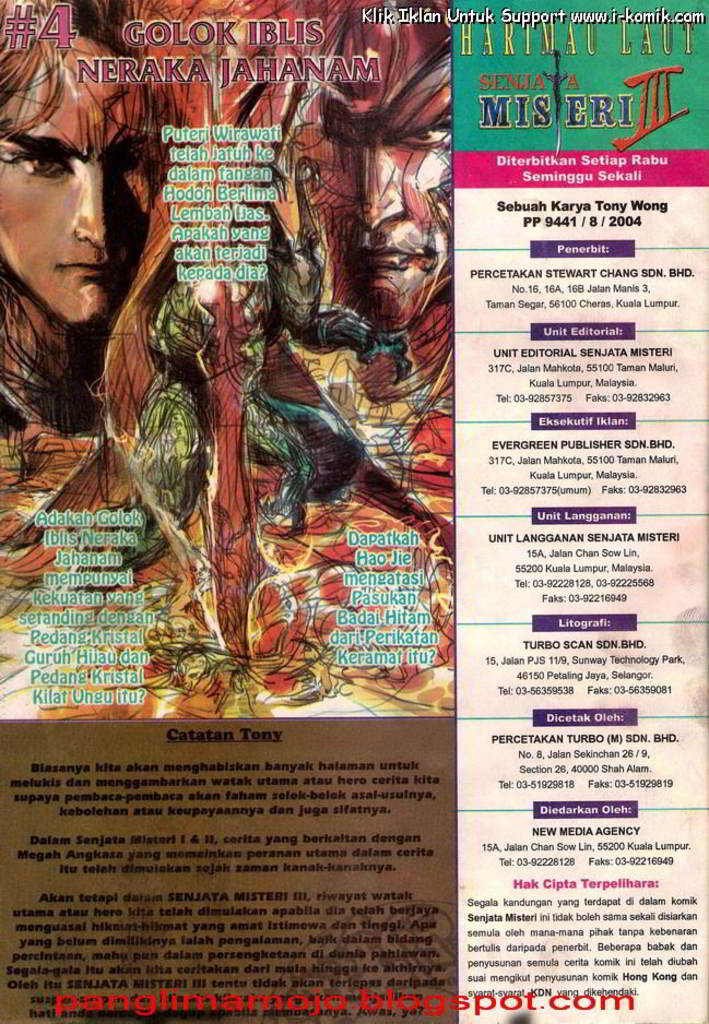 Klik Iklan Untuk Support www.i-komik.com
#4
GOLOK IBLIS
NERAKA JAHANAM
Puteri Wirawati
telah jatuh ke
dalam tangan
Hodoh Berlima
Lembah Ijas.
Apakah yang
akan terjadi
kepada dia?
Adakah Golok
Iblis Neraka
Jahanam
mempunyai
kekuatan yang
setanding dengan
Pedang Kristal
Guruh Hijau dan
Pedang Kristal
Kilat Ungu itu?
Dapatkah
Hao Jie
mengatasi
Pasukan
Badai Hitam
dari Perikatan
Keramat itu?
Catatan Tony
Biasanya kita akan menghabiskan banyak halaman untuk
melukis dan menggambarkan watak utama atau hero cerita kita
supaya pembaca-pembaca akan faham selok-belok asal-usulnya,
kebolehan atau keupayaannya dan juga sifatnya.
Dalam Senjata Misteri I & II, cerita yang berkaitan dengan
Megah Angkasa yang memainkan peranan utama dalam cerita
itu telah dimulakan sejak zaman kanak-kanaknya.
Akan tetapi dalam SENJATA MISTERI III, riwayat watak
utama atau hero kita telah dimulakan apabila dia telah berjaya
menguasai hikmat-hikmat yang amat istimewa dan tinggi. Apa
yang belum dimilikinya ialah pengalaman, baik dalam bidang
percintaan, mahu pun dalam persengketaan di dunia pahlawan.
Segala-gala itu akan kita ceritakan dari mula hingga ke akhirnya.
Oleh itu SENJATA MISTERI III tentu tidak akan terlepas daripada
HARIMAU LAUT
SENJATA
MISTERI III
Diterbitkan Setiap Rabu
Seminggu Sekali
Sebuah Karya Tony Wong
PP 9441 / 8 / 2004
Penerbit:
PERCETAKAN STEWART CHANG SDN. BHD.
No.16, 16A, 16B Jalan Manis 3,
Taman Segar, 56100 Cheras, Kuala Lumpur.
Unit Editorial:
UNIT EDITORIAL SENJATA MISTERI
317C, Jalan Mahkota, 55100 Taman Maluri,
Kuala Lumpur, Malaysia.
Tel: 03-92857375 Faks: 03-92832963
Eksekutif Iklan:
EVERGREEN PUBLISHER SDN.BHD.
317C, Jalan Mahkota, 55100 Taman Maluri,
Kuala Lumpur, Malaysia.
Tel: 03-92857375(umum) Faks: 03-92832963
Unit Langganan:
UNIT LANGGANAN SENJATA MISTERI
15A, Jalan Chan Sow Lin,
55200 Kuala Lumpur, Malaysia.
Tel: 03-92228128, 03-92225568
Faks: 03-92216949
Litografi:
TURBO SCAN SDN.BHD.
15, Jalan PJS 11/9, Sunway Technology Park,
46150 Petaling Jaya, Selangor.
Tel: 03-56359538 Faks: 03-56359081
Dicetak Oleh:
PERCETAKAN TURBO (M) SDN. BHD.
No. 8, Jalan Sekinchan 26 / 9,
Section 26, 40000 Shah Alam.
Tel: 03-51929818 Faks: 03-51929819
Diedarkan Oleh:
NEW MEDIA AGENCY
15A, Jalan Chan Sow Lin, 55200 Kuala Lumpur.
Tel: 03-92228128 Faks: 03-92216949
Hak Cipta Terpelihara:
Segala kandungan yang terdapat di dalam komik
Senjata Misteri ini tidak boleh sama sekali disiarkan
semula oleh mana-mana pihak tanpa kebenaran
bertulis daripada penerbit. Beberapa babak dan
penyusunan semula cerita komik ini telah diubah
suai mengikut penyusunan komik Hong Kong dan
syarat-syarat KDN yang dikehendaki.
panglimamojo.blogspot.com